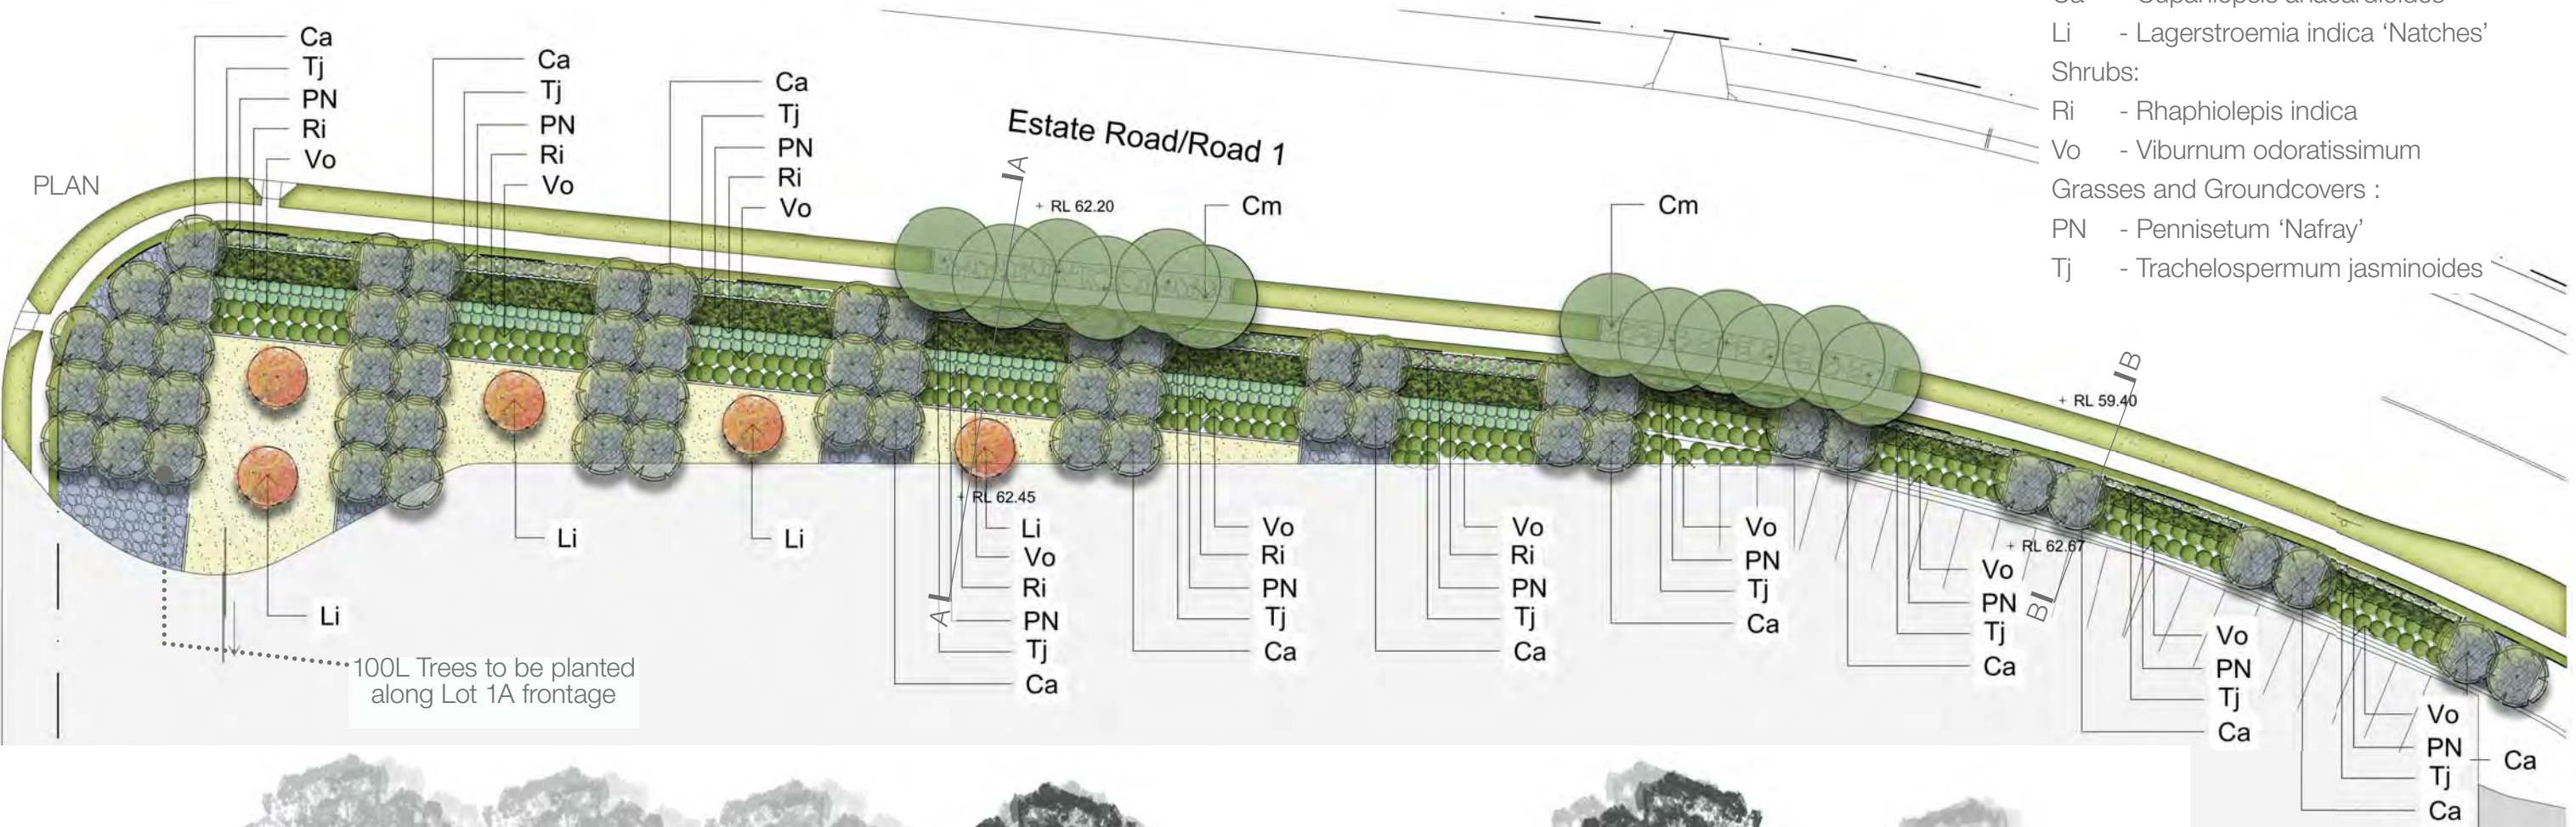 Ca
Tj
PN
Ri
Vo
Ca
Tj
PN
Ri
Vo
Ca
Tj
PN
Ri
Vo
PLAN
Estate Road/Road 1
A
+ RL 62.20
Cm
Cm
Ca - Cupaniopsis anacardioides
Li - Lagerstroemia indica ‘Natches’
Shrubs:
Ri - Rhaphiolepis indica
Vo - Viburnum odoratissimum
Grasses and Groundcovers :
PN - Pennisetum ‘Nafray’
Tj - Trachelospermum jasminoides
B
+ RL 59.40
+ RL 62.45
+ RL 62.67
B
A
Li
Li
Li
100L Trees to be planted
along Lot 1A frontage
Li
Vo
Ri
PN
Tj
Ca
Vo
Ri
PN
Tj
Ca
Vo
Ri
PN
Tj
Ca
Vo
PN
Tj
Ca
Vo
PN
Tj
Ca
Vo
PN
Tj
Ca
Vo
PN
Tj
Ca
Ca